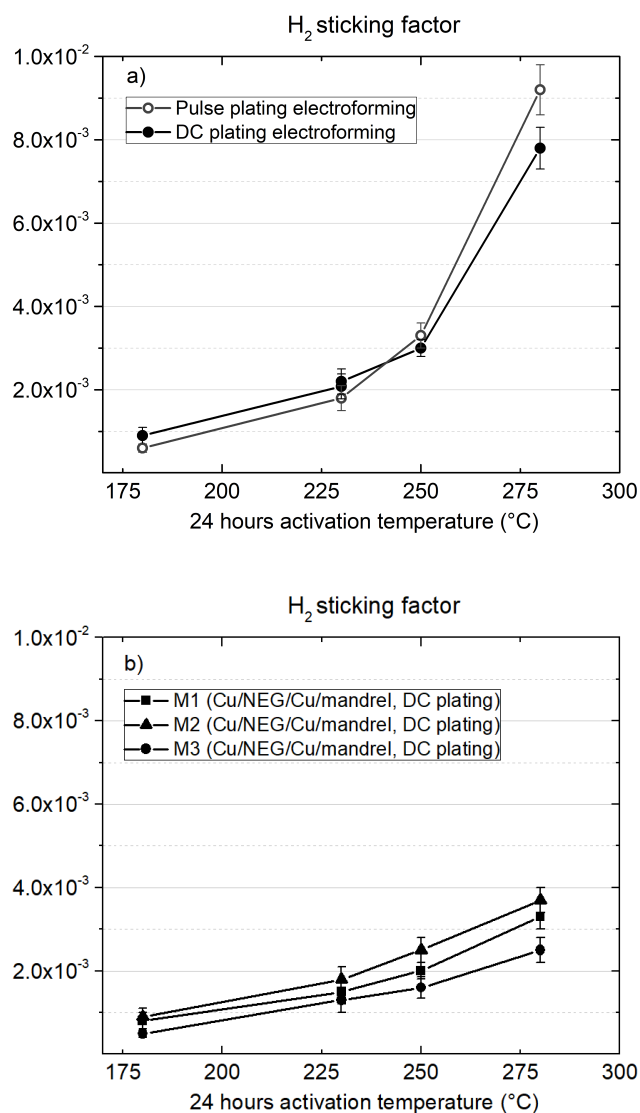 H₂ sticking factor
a)
Pulse plating electroforming
DC plating electroforming
1.0x10⁻²
8.0x10⁻³
6.0x10⁻³
4.0x10⁻³
2.0x10⁻³
175 200 225 250 275 300
24 hours activation temperature (°C)
H₂ sticking factor
b)
M1 (Cu/NEG/Cu/mandrel, DC plating)
M2 (Cu/NEG/Cu/mandrel, DC plating)
M3 (Cu/NEG/Cu/mandrel, DC plating)
1.0x10⁻²
8.0x10⁻³
6.0x10⁻³
4.0x10⁻³
2.0x10⁻³
175 200 225 250 275 300
24 hours activation temperature (°C)